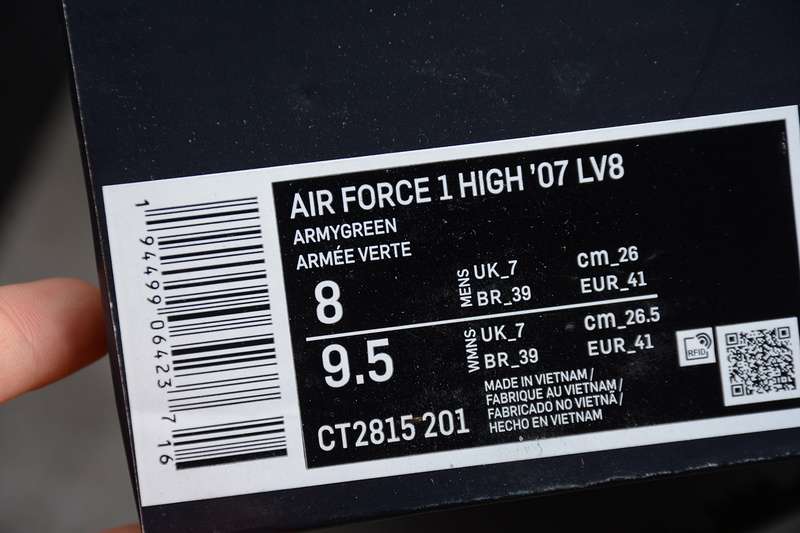 AIR FORCE 1 HIGH '07 LV8
ARMYGREEN
ARMÉE VERTE
8
MENS
UK_7
BR_39
cm_26
EUR_41
9.5
WMNS
UK_7
BR_39
cm_26.5
EUR_41
RFID
CT2815 201
MADE IN VIETNAM /
FABRIQUE AU VIETNAM /
FABRICADO NO VIETNÃ /
HECHO EN VIETNAM
1 94499 06423 7 16